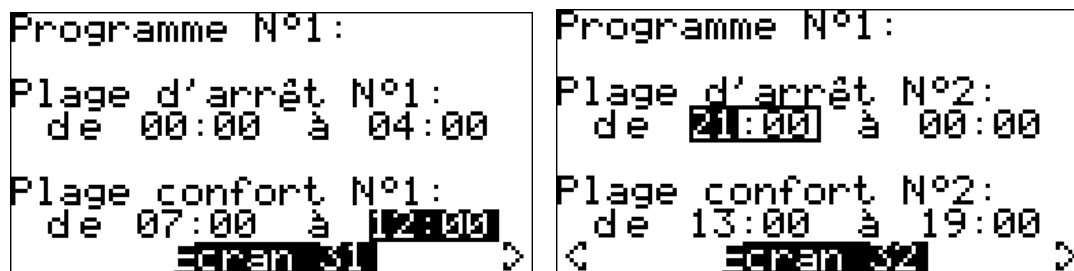 Programme N°1:
Plage d'arrêt N°1:
de 00:00 à 04:00
Plage confort N°1:
de 07:00 à 12:00
Ecran 31 >
Programme N°1:
Plage d'arrêt N°2:
de 21:00 à 00:00
Plage confort N°2:
de 13:00 à 19:00
< Ecran 32 >